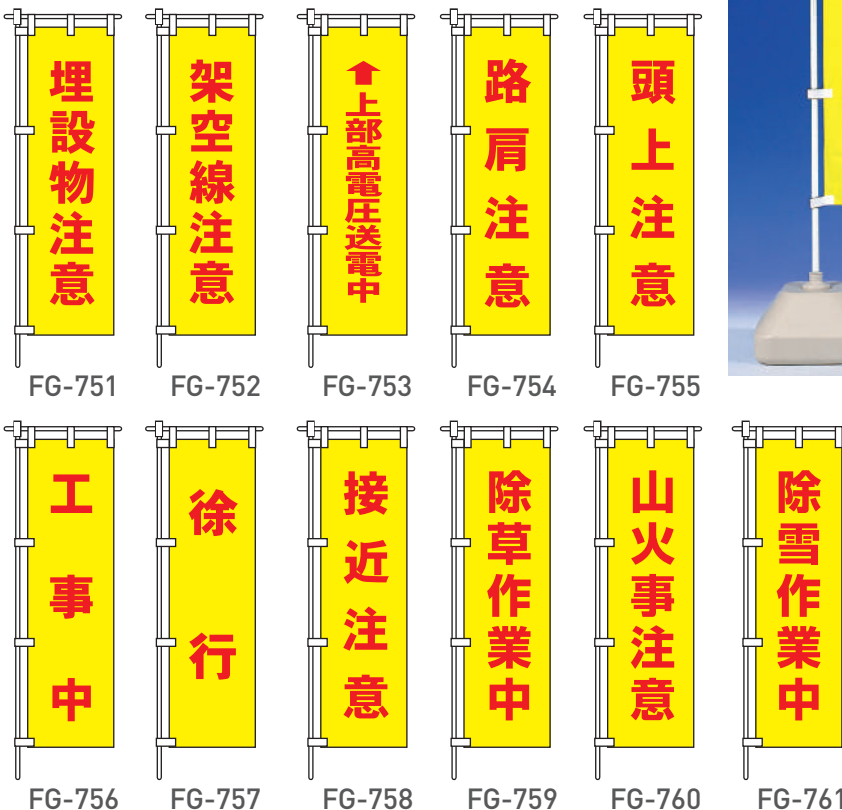 埋設物注意
架空線注意
↑上部高電圧送電中
路肩注意
頭上注意
FG-751
FG-752
FG-753
FG-754
FG-755
工事中
徐行
接近注意
除草作業中
山火事注意
除雪作業中
FG-756
FG-757
FG-758
FG-759
FG-760
FG-761